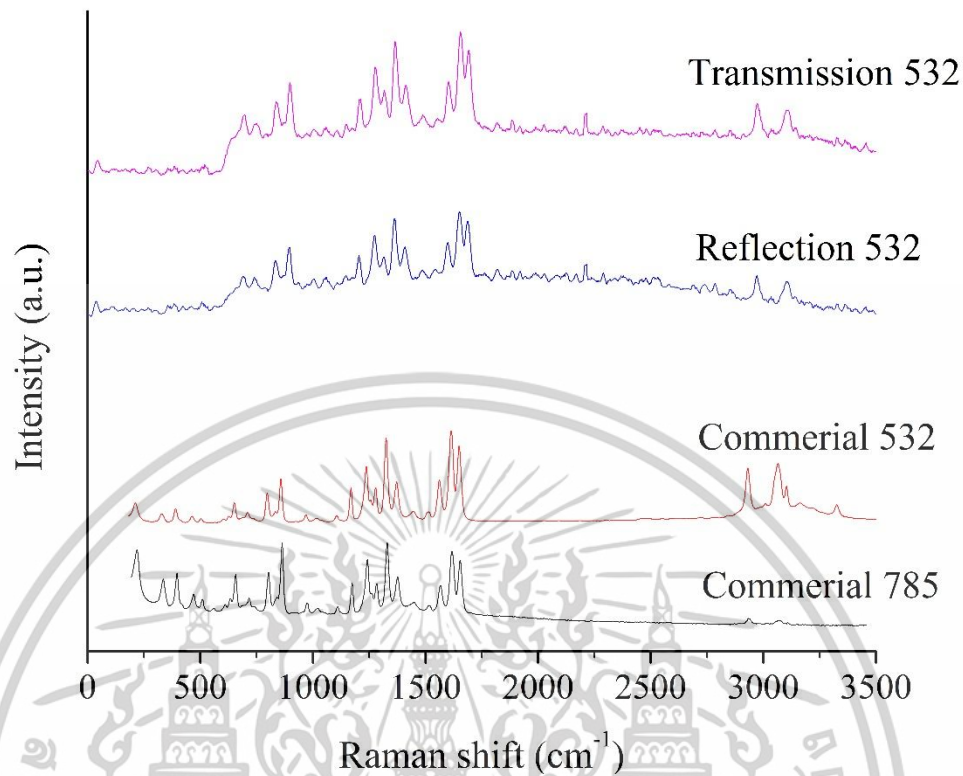 Transmission 532
Reflection 532
Commerial 532
Commerial 785
Intensity (a.u.)
0 500 1000 1500 2000 2500 3000 3500
Raman shift (cm⁻¹)